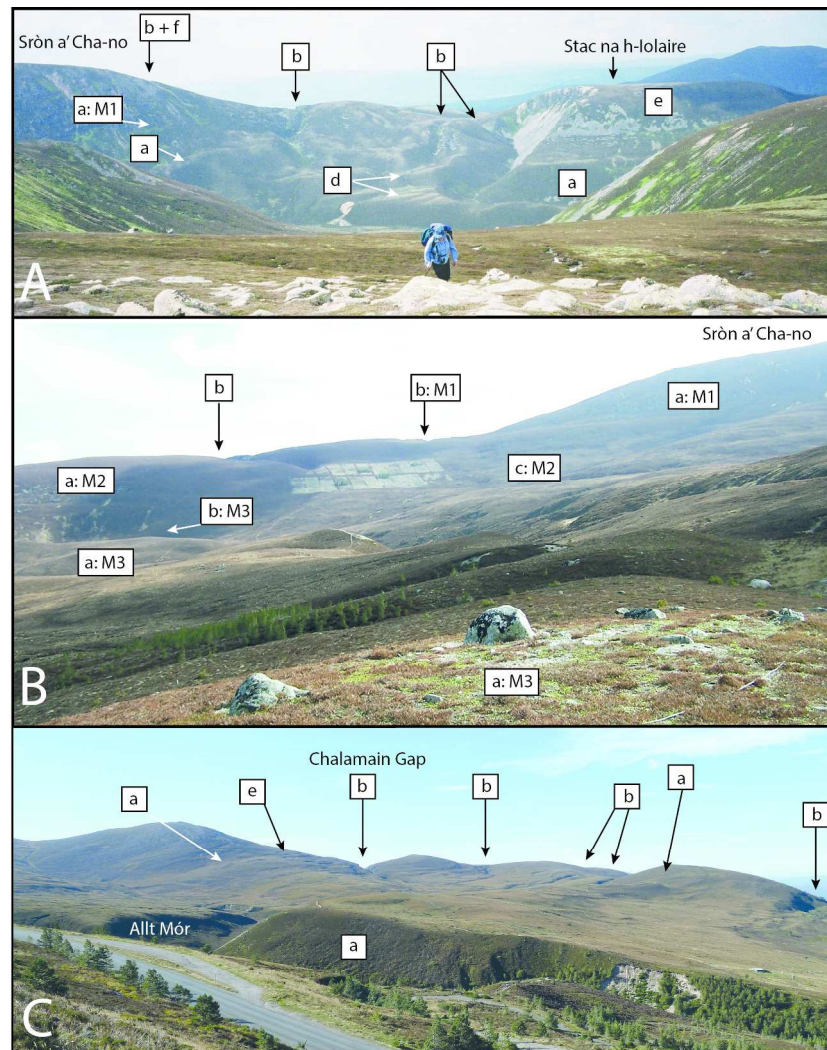 b + f
Sròn a' Cha-no
b
b
Stac na h-Iolaire
e
a: M1
a
d
a
A
Sròn a' Cha-no
b
b: M1
a: M1
a: M2
c: M2
b: M3
a: M3
a: M3
B
Chalamain Gap
a
e
b
b
b
a
b
Allt Mór
a
C